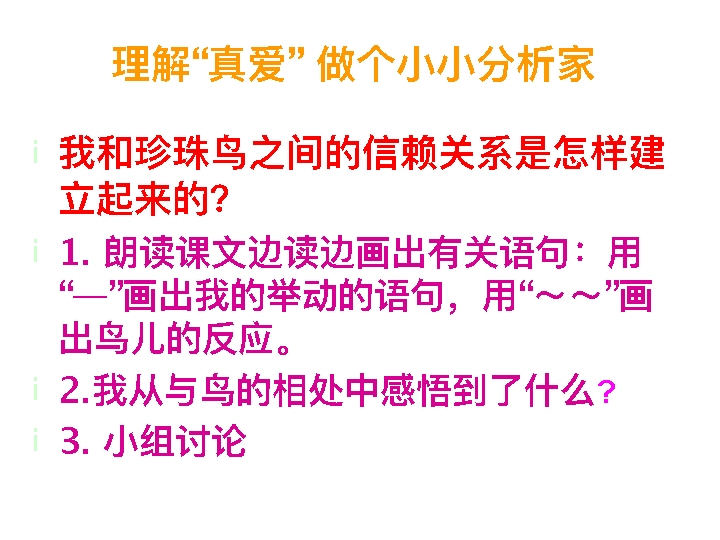 理解“真爱” 做个小小分析家
我和珍珠鸟之间的信赖关系是怎样建
立起来的?
1. 朗读课文边读边画出有关语句：用
“—”画出我的举动的语句，用“～～”画
出鸟儿的反应。
2.我从与鸟的相处中感悟到了什么?
3. 小组讨论